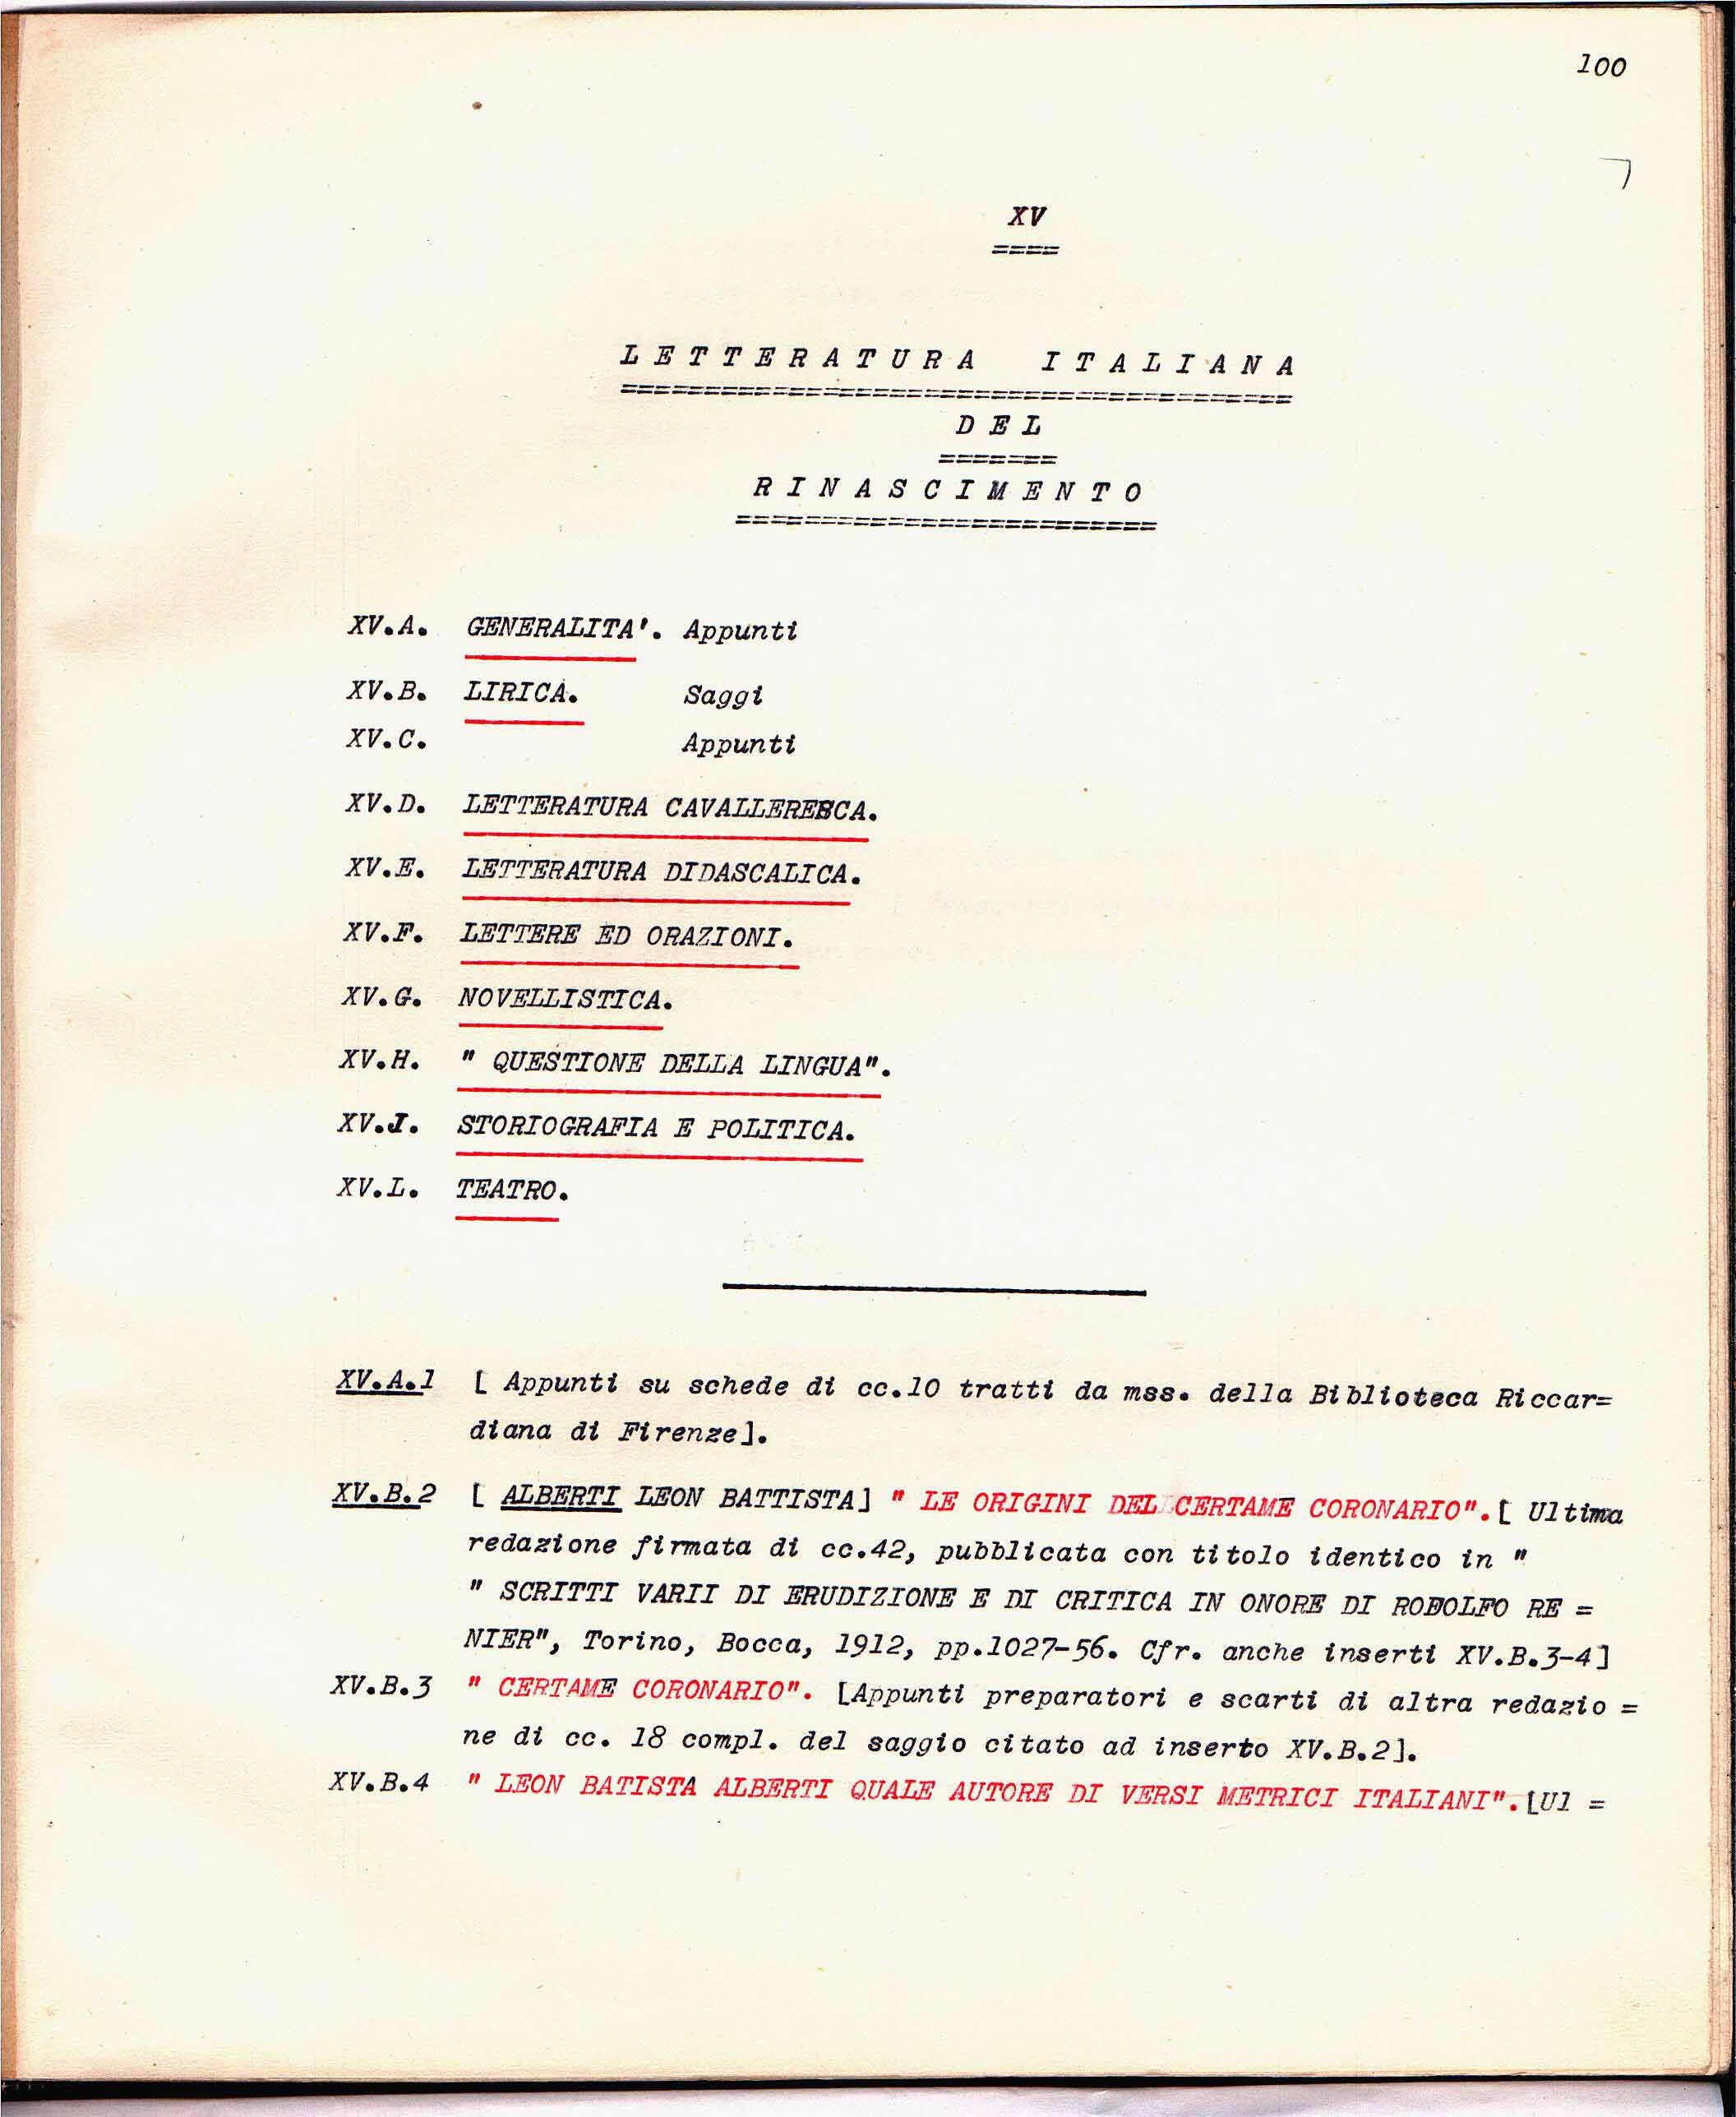 100
XV
====
LETTERATURA ITALIANA
========================================
DEL
=======
RINASCIMENTO
=========================
XV.A. GENERALITA'. Appunti
XV.B. LIRICA. Saggi
XV.C. Appunti
XV.D. LETTERATURA CAVALLERESCA.
XV.E. LETTERATURA DIDASCALICA.
XV.F. LETTERE ED ORAZIONI.
XV.G. NOVELLISTICA.
XV.H. " QUESTIONE DELLA LINGUA".
XV.I. STORIOGRAFIA E POLITICA.
XV.L. TEATRO.
XV.A.1 [ Appunti su schede di cc.10 tratti da mss. della Biblioteca Riccar=
diana di Firenze].
XV.B.2 [ ALBERTI LEON BATTISTA] " LE ORIGINI DEL CERTAME CORONARIO".[ Ultima
redazione firmata di cc.42, pubblicata con titolo identico in "
" SCRITTI VARII DI ERUDIZIONE E DI CRITICA IN ONORE DI RODOLFO RE =
NIER", Torino, Bocca, 1912, pp.1027-56. Cfr. anche inserti XV.B.3-4]
XV.B.3 " CERTAME CORONARIO". [Appunti preparatori e scarti di altra redazio =
ne di cc. 18 compl. del saggio citato ad inserto XV.B.2].
XV.B.4 " LEON BATISTA ALBERTI QUALE AUTORE DI VERSI METRICI ITALIANI".[Ul =